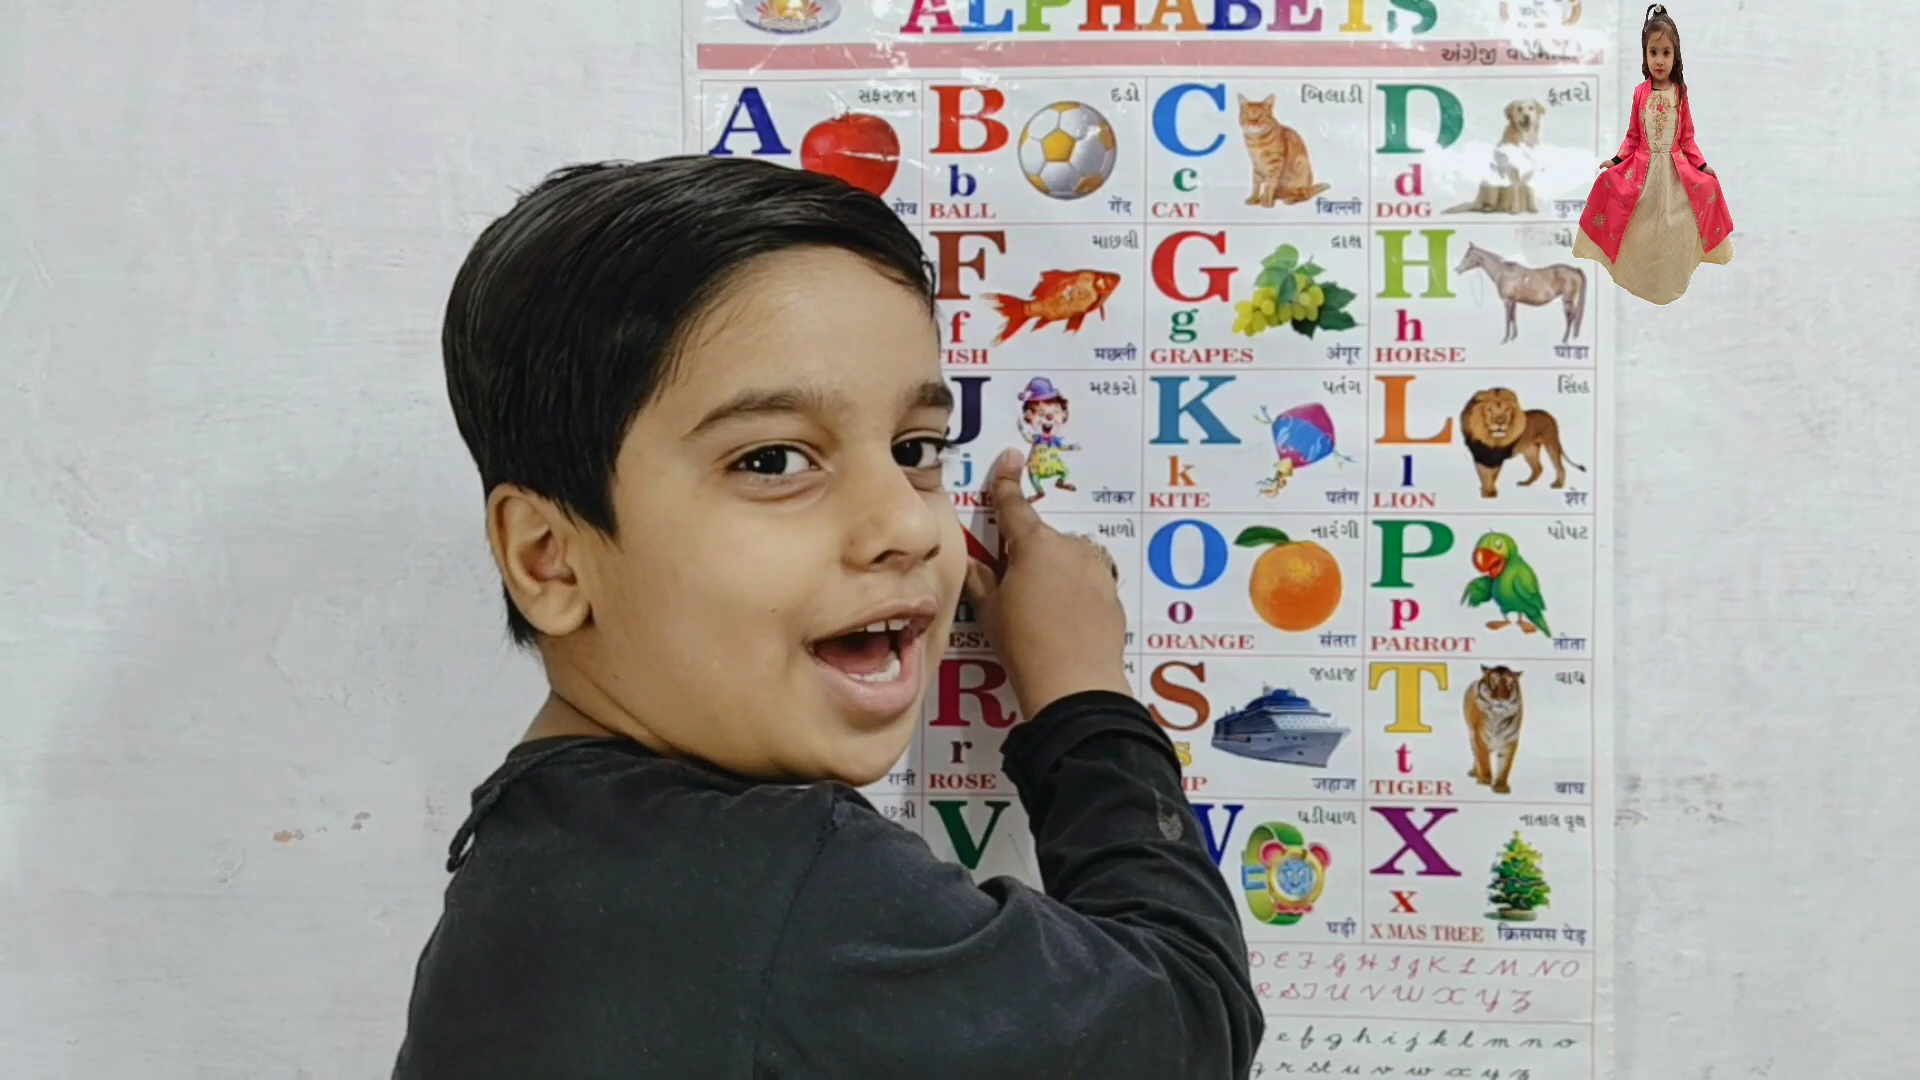 ALPHABETS
અંગ્રેજી
A સફરજન
सेव
B દડો
b
BALL गेंद
C બિલાડી
c
CAT बिल्ली
D કૂતરો
d
DOG
F માછલી
f
मछली
G દ્રાક્ષ
g
GRAPES अंगूर
H
h
HORSE घोडा
J મશ્કરો
j
जोकर
K પતંગ
k
KITE पतंग
L સિંહ
l
LION शेर
N માળો
O નારંગી
o
ORANGE संतरा
P પોપટ
p
PARROT तोता
रानी
R
r
ROSE
S જહાજ
s
जहाज
T વાઘ
t
TIGER बाघ
છત્રી
V
W ઘડીયાળ
घड़ी
X નાતાલ વૃક્ષ
x
X MAS TREE क्रिसमस पेड़
D E F G H I J K L M N O
R S T U V W X Y Z
e f g h i j k l m n o
q r s t u v w x y z